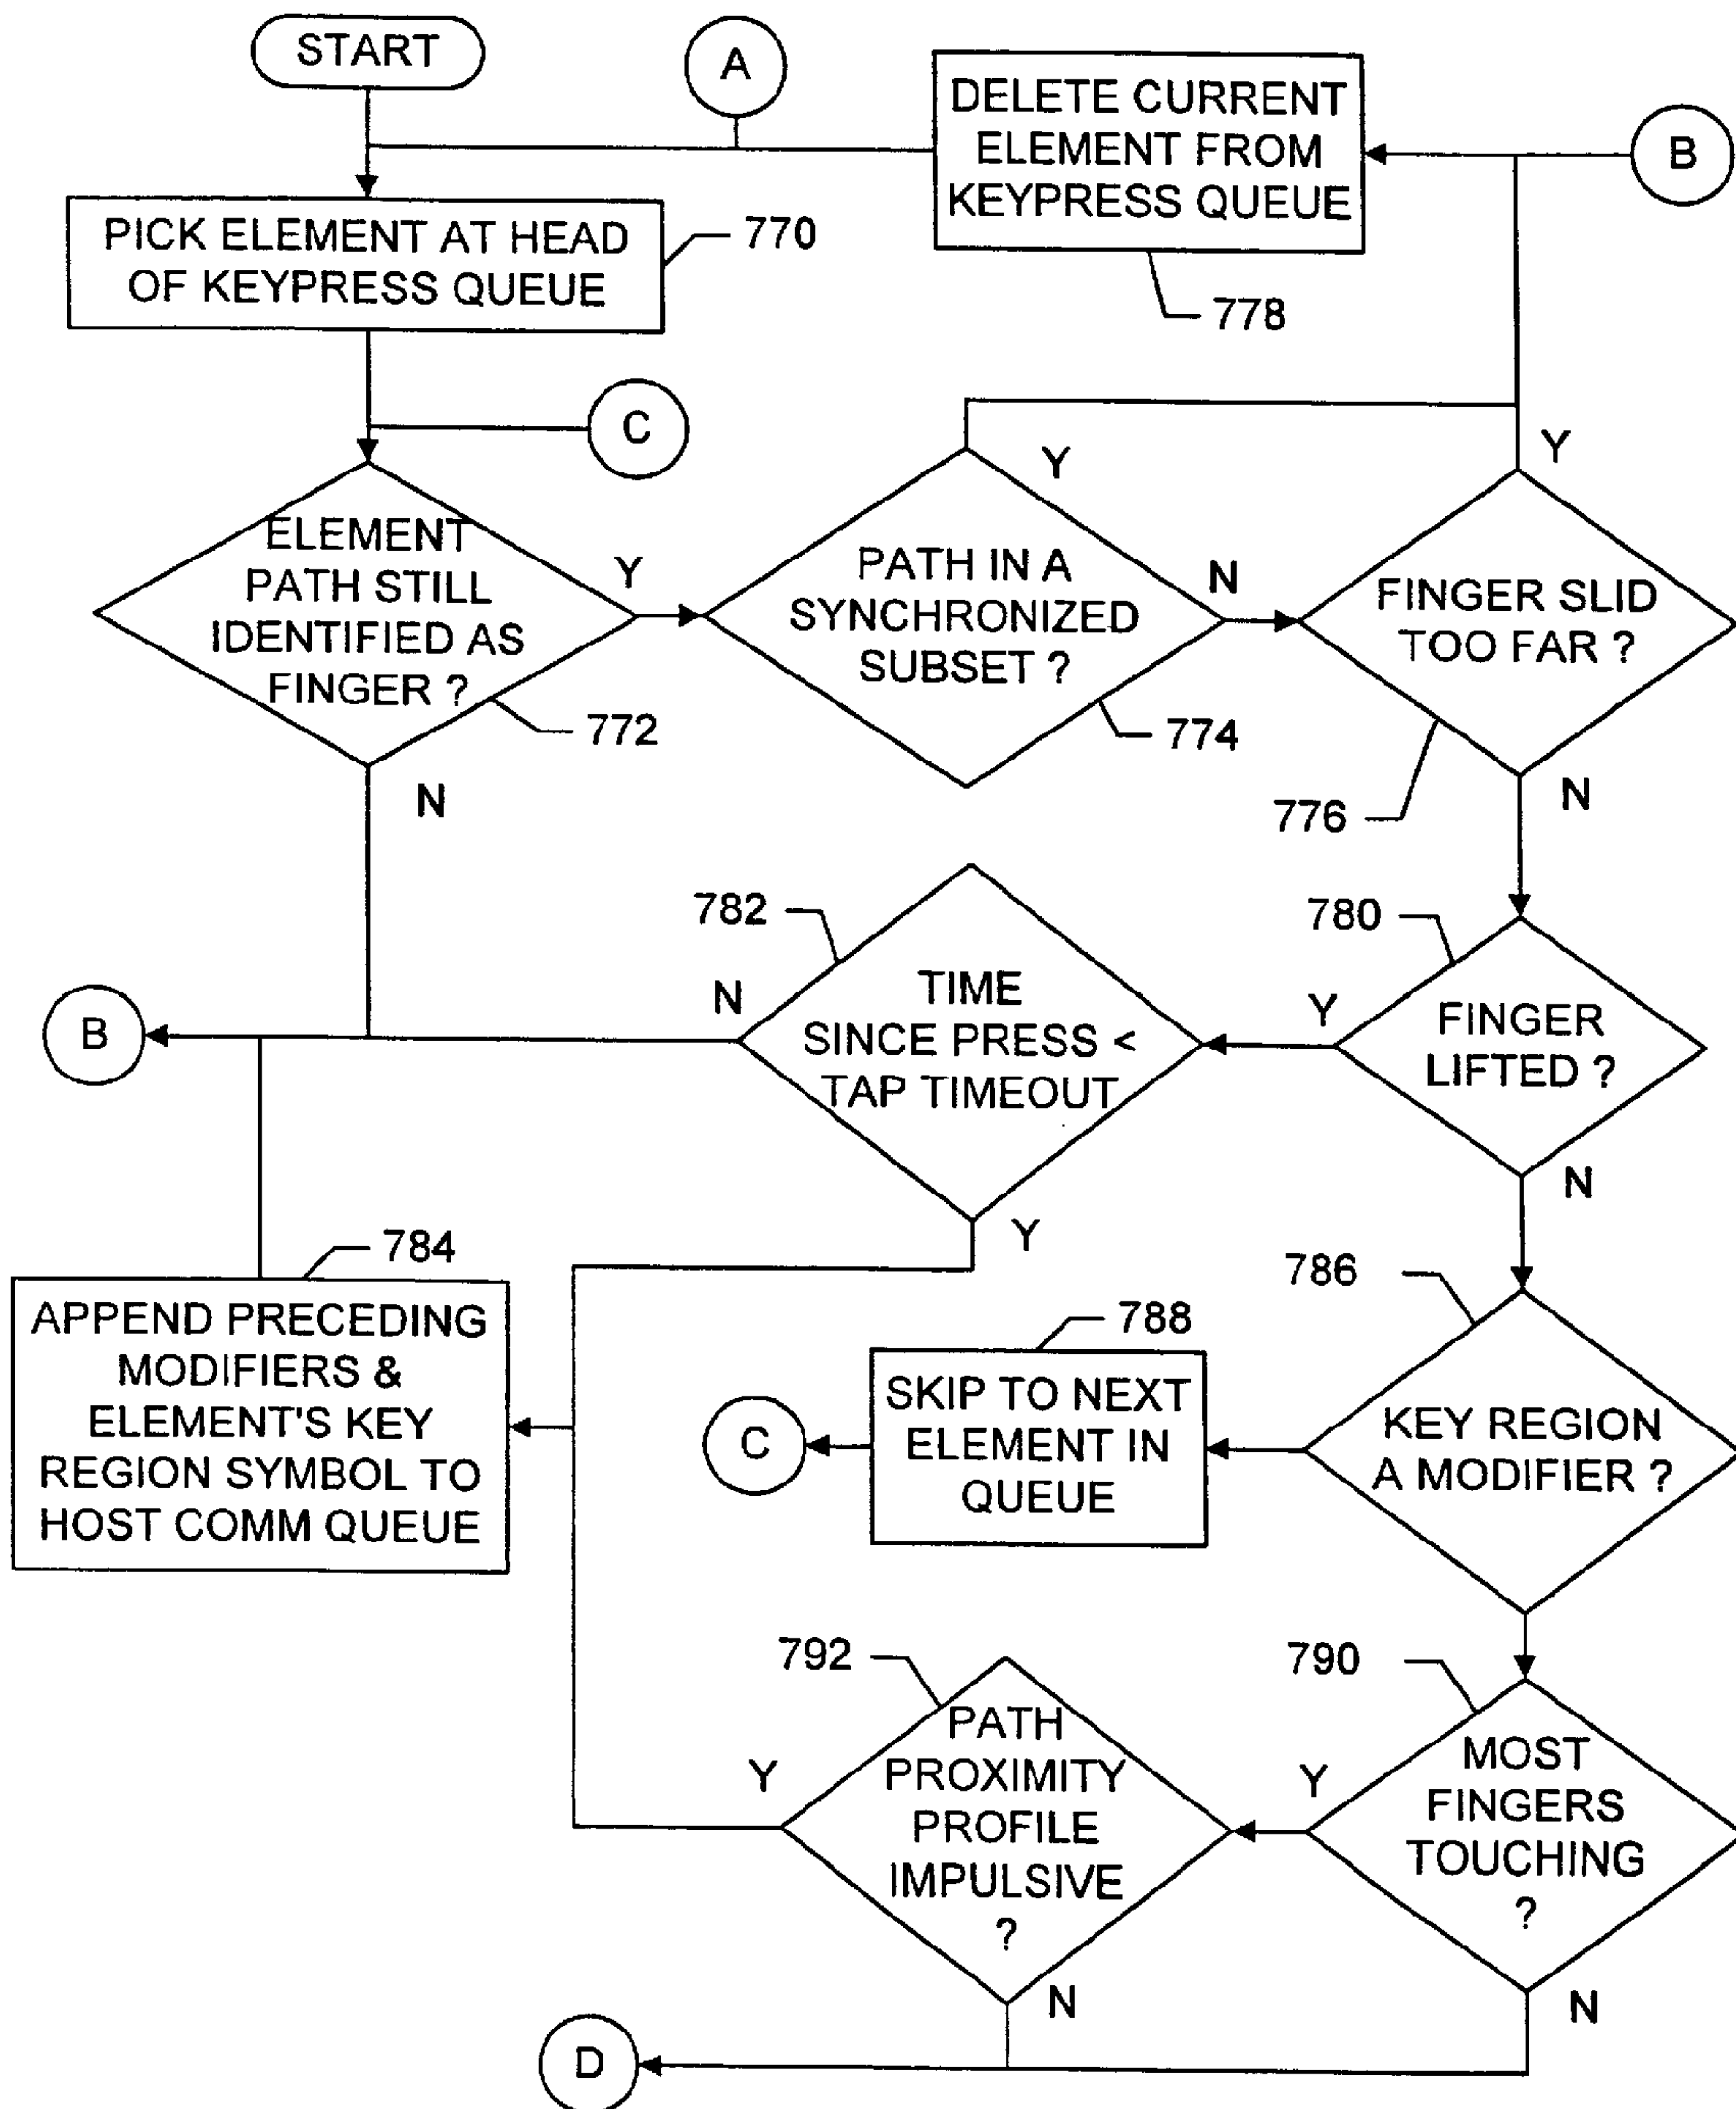 START
A
DELETE CURRENT
ELEMENT FROM
KEYPRESS QUEUE
B
PICK ELEMENT AT HEAD
OF KEYPRESS QUEUE
770
778
C
Y
Y
ELEMENT
PATH STILL
IDENTIFIED AS
FINGER ?
Y
PATH IN A
SYNCHRONIZED
SUBSET ?
N
FINGER SLID
TOO FAR ?
772
774
776
N
N
782
780
B
N
TIME
SINCE PRESS <
TAP TIMEOUT
Y
FINGER
LIFTED ?
N
Y
784
786
APPEND PRECEDING
MODIFIERS &
ELEMENT'S KEY
REGION SYMBOL TO
HOST COMM QUEUE
788
C
SKIP TO NEXT
ELEMENT IN
QUEUE
KEY REGION
A MODIFIER ?
792
790
Y
PATH
PROXIMITY
PROFILE
IMPULSIVE
?
Y
MOST
FINGERS
TOUCHING
?
N
N
D